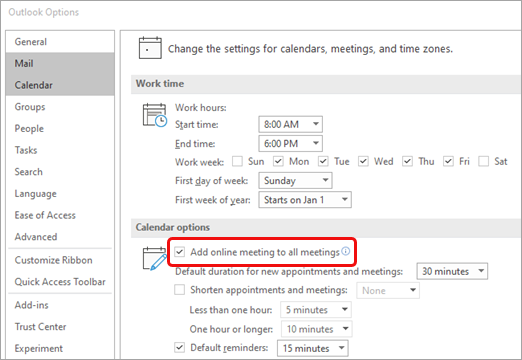 Outlook Options
General
Mail
Calendar
Groups
People
Tasks
Search
Language
Ease of Access
Advanced
Customize Ribbon
Quick Access Toolbar
Add-ins
Trust Center
Experiment
Change the settings for calendars, meetings, and time zones.
Work time
Work hours:
Start time: 8:00 AM
End time: 6:00 PM
Work week: Sun Mon Tue Wed Thu Fri Sat
First day of week: Sunday
First week of year: Starts on Jan 1
Calendar options
Add online meeting to all meetings
Default duration for new appointments and meetings: 30 minutes
Shorten appointments and meetings: None
Less than one hour: 5 minutes
One hour or longer: 10 minutes
Default reminders: 15 minutes